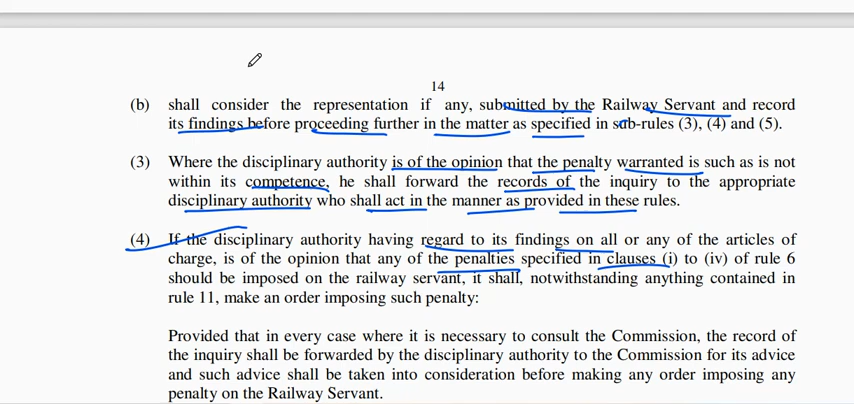 14
(b) shall consider the representation if any, submitted by the Railway Servant and record
its findings before proceeding further in the matter as specified in sub-rules (3), (4) and (5).
(3) Where the disciplinary authority is of the opinion that the penalty warranted is such as is not
within its competence, he shall forward the records of the inquiry to the appropriate
disciplinary authority who shall act in the manner as provided in these rules.
(4) If the disciplinary authority having regard to its findings on all or any of the articles of
charge, is of the opinion that any of the penalties specified in clauses (i) to (iv) of rule 6
should be imposed on the railway servant, it shall, notwithstanding anything contained in
rule 11, make an order imposing such penalty:
Provided that in every case where it is necessary to consult the Commission, the record of
the inquiry shall be forwarded by the disciplinary authority to the Commission for its advice
and such advice shall be taken into consideration before making any order imposing any
penalty on the Railway Servant.